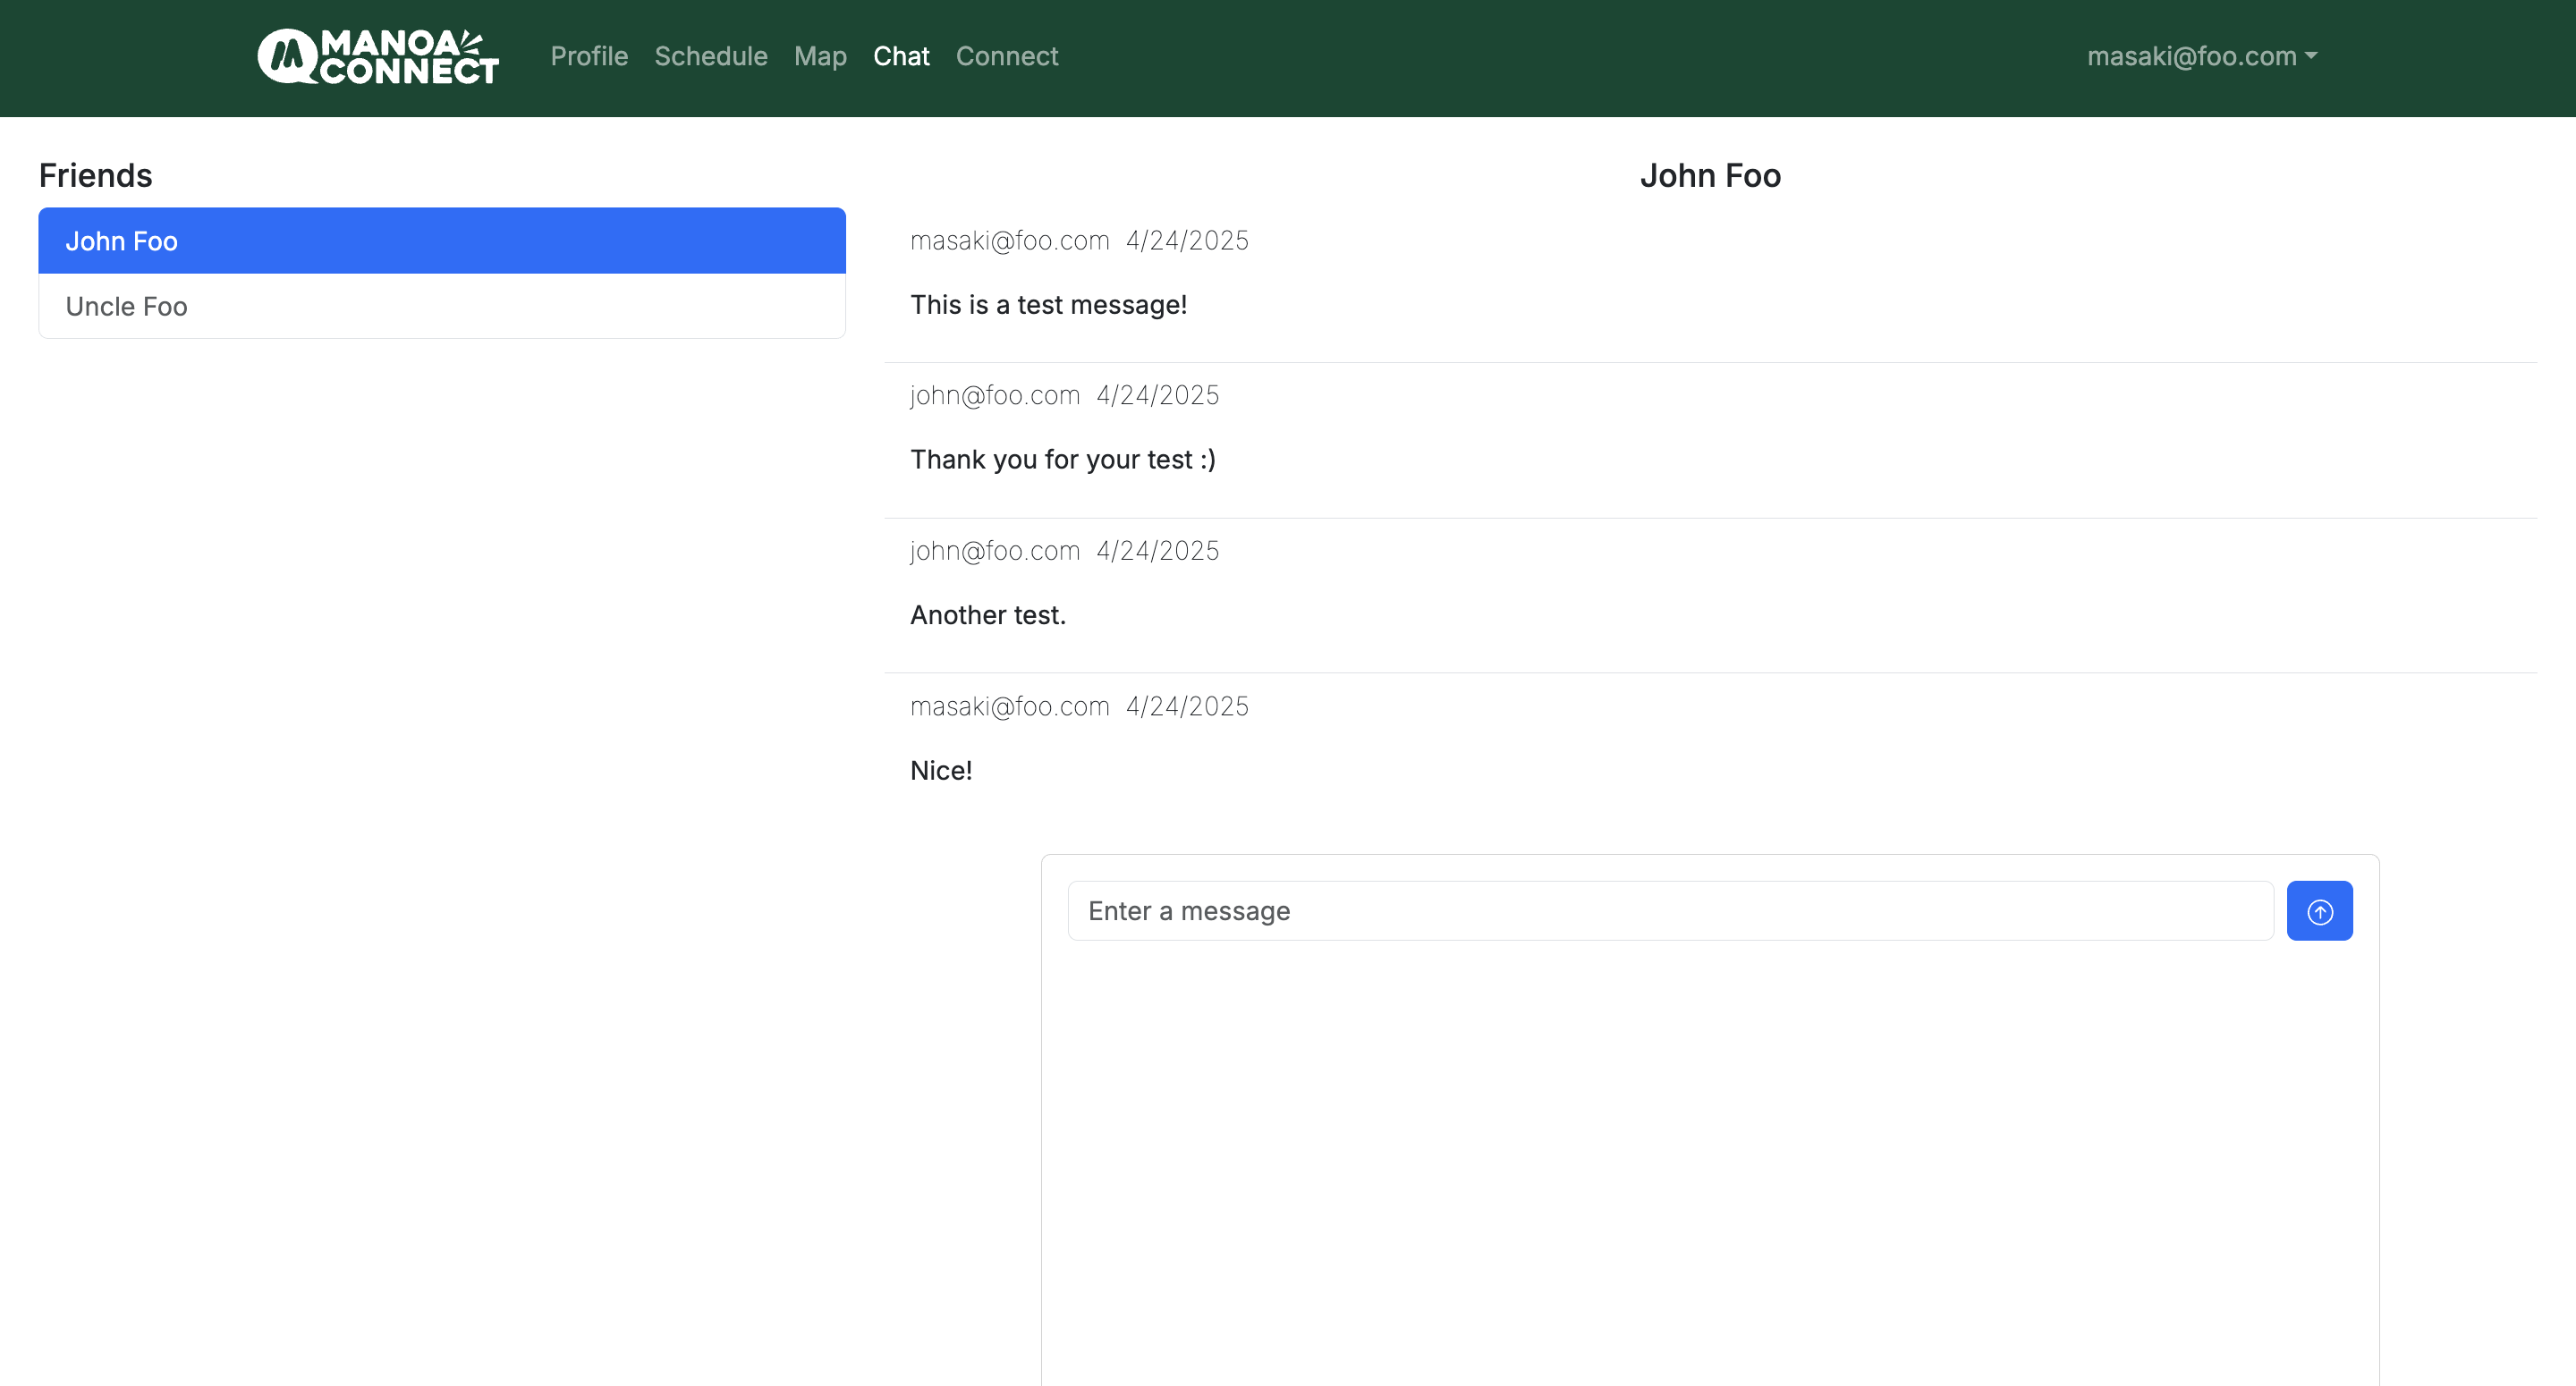 MANOA
CONNECT
Profile Schedule Map Chat Connect
masaki@foo.com
Friends
John Foo
Uncle Foo
John Foo
masaki@foo.com 4/24/2025
This is a test message!
john@foo.com 4/24/2025
Thank you for your test :)
john@foo.com 4/24/2025
Another test.
masaki@foo.com 4/24/2025
Nice!
Enter a message